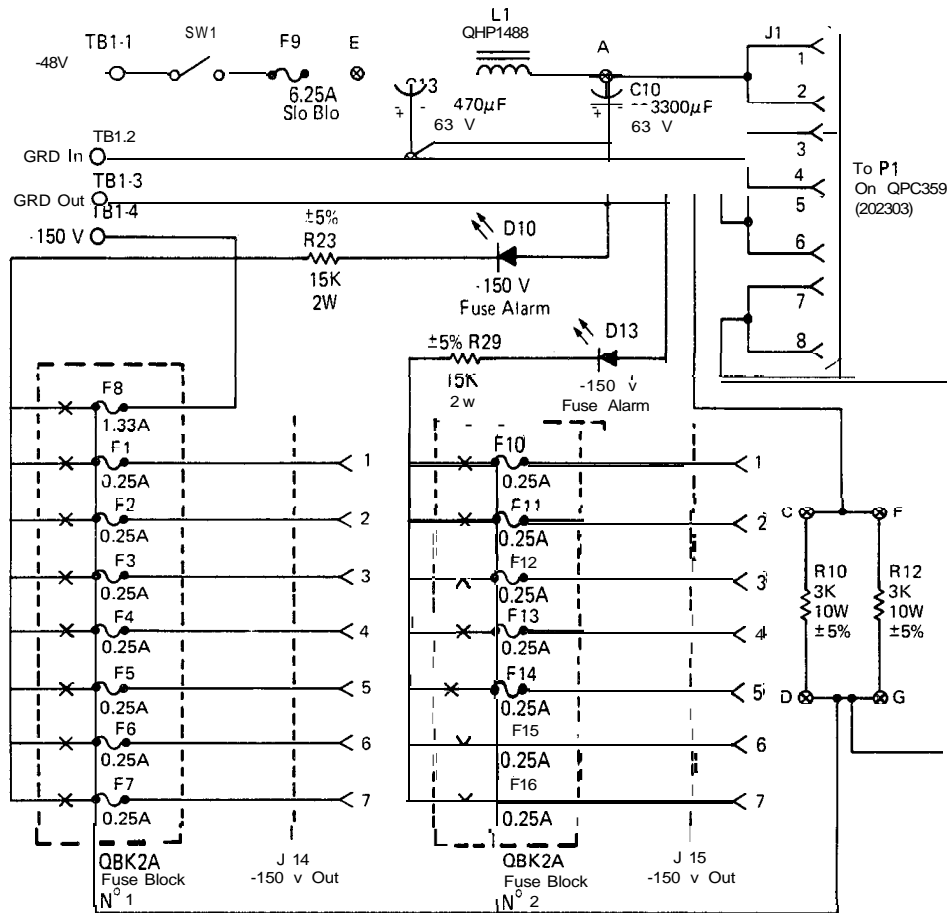 L1
QHP1488
TB1-1
SW1
F9
E
A
J1
-48V
6.25A
Slo Blo
3
470µF
63 V
C10
3300µF
63 V
1
2
3
4
5
6
7
8
To P1
On QPC359
(202303)
TB1.2
GRD In
TB1-3
GRD Out
TB1-4
-150 V
±5%
R23
15K
2W
D10
-150 V
Fuse Alarm
±5% R29
15K
2w
D13
-150 v
Fuse Alarm
F8
1.33A
F1
0.25A
1
F2
0.25A
2
F3
0.25A
3
F4
0.25A
4
F5
0.25A
5
F6
0.25A
6
F7
0.25A
7
QBK2A
Fuse Block
N° 1
J 14
-150 v Out
F10
0.25A
1
F11
0.25A
2
F12
0.25A
3
F13
0.25A
4
F14
0.25A
5
F15
0.25A
6
F16
0.25A
7
QBK2A
Fuse Block
N° 2
J 15
-150 v Out
C
F
R10
3K
10W
±5%
R12
3K
10W
±5%
D
G